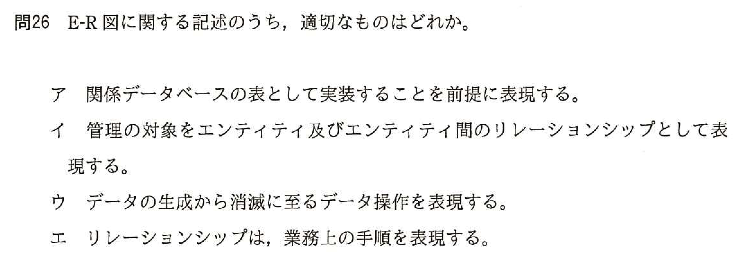 問26 E-R 図に関する記述のうち，適切なものはどれか。
ア 関係データベースの表として実装することを前提に表現する。
イ 管理の対象をエンティティ及びエンティティ間のリレーションシップとして表
現する。
ウ データの生成から消滅に至るデータ操作を表現する。
エ リレーションシップは，業務上の手順を表現する。